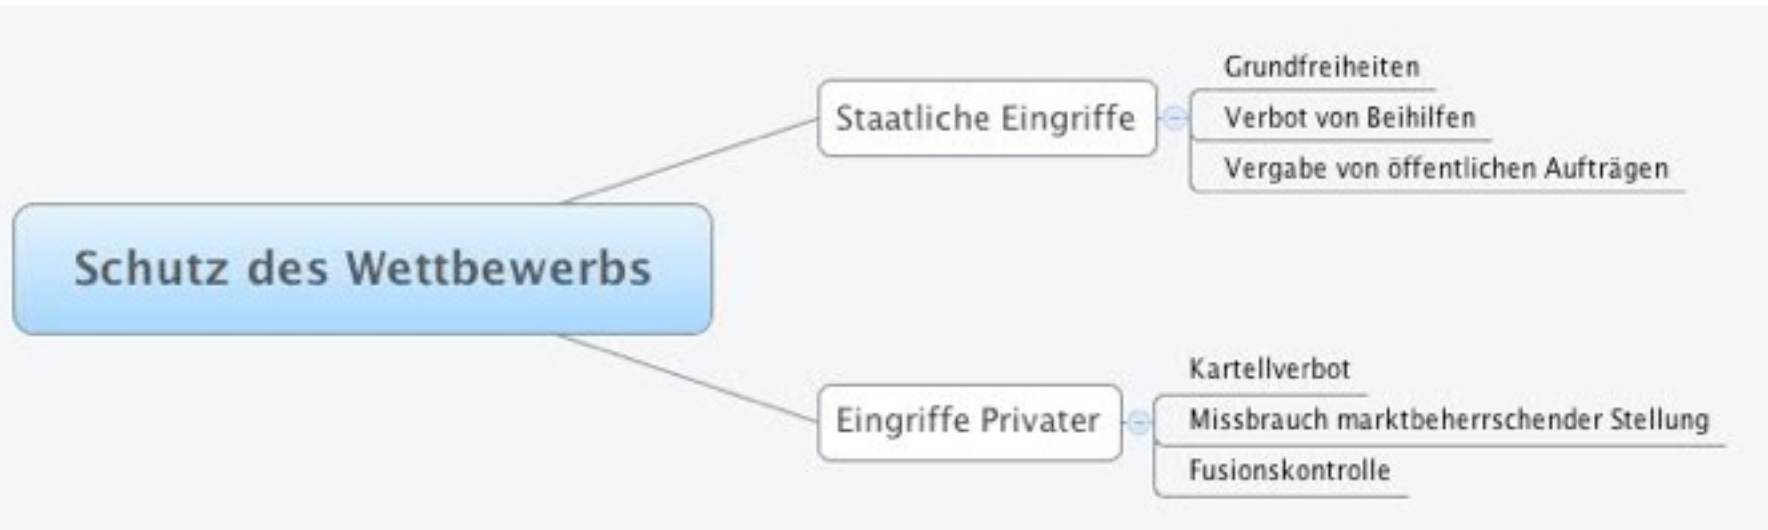 Schutz des Wettbewerbs
Staatliche Eingriffe
Grundfreiheiten
Verbot von Beihilfen
Vergabe von öffentlichen Aufträgen
Eingriffe Privater
Kartellverbot
Missbrauch marktbeherrschender Stellung
Fusionskontrolle